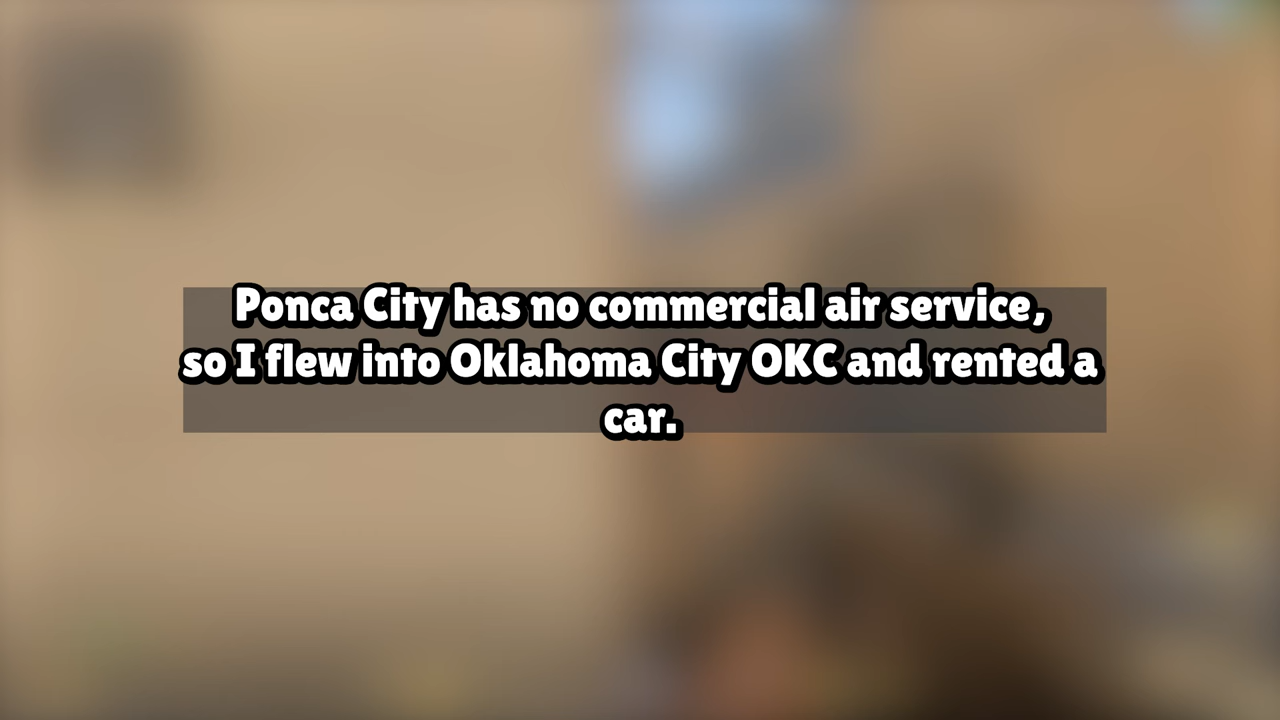 Ponca City has no commercial air service,
so I flew into Oklahoma City OKC and rented a
car.